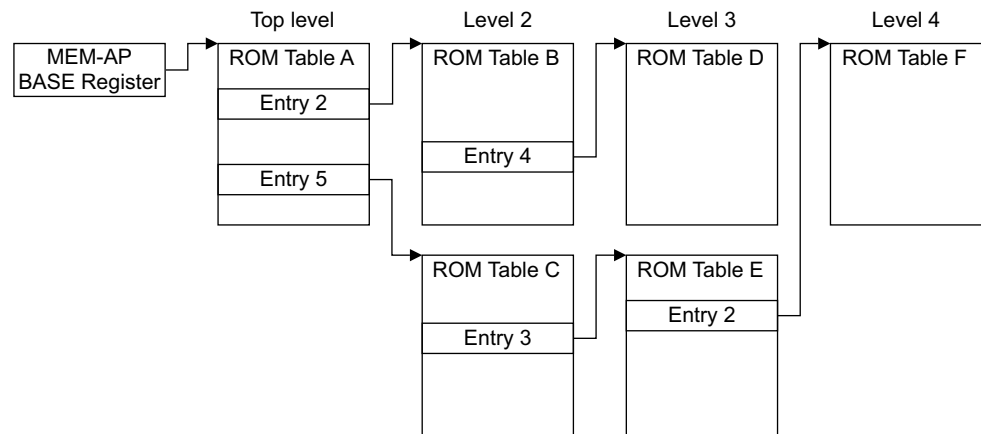 Top level
Level 2
Level 3
Level 4
MEM-AP
BASE Register
ROM Table A
Entry 2
Entry 5
ROM Table B
Entry 4
ROM Table D
ROM Table F
ROM Table C
Entry 3
ROM Table E
Entry 2